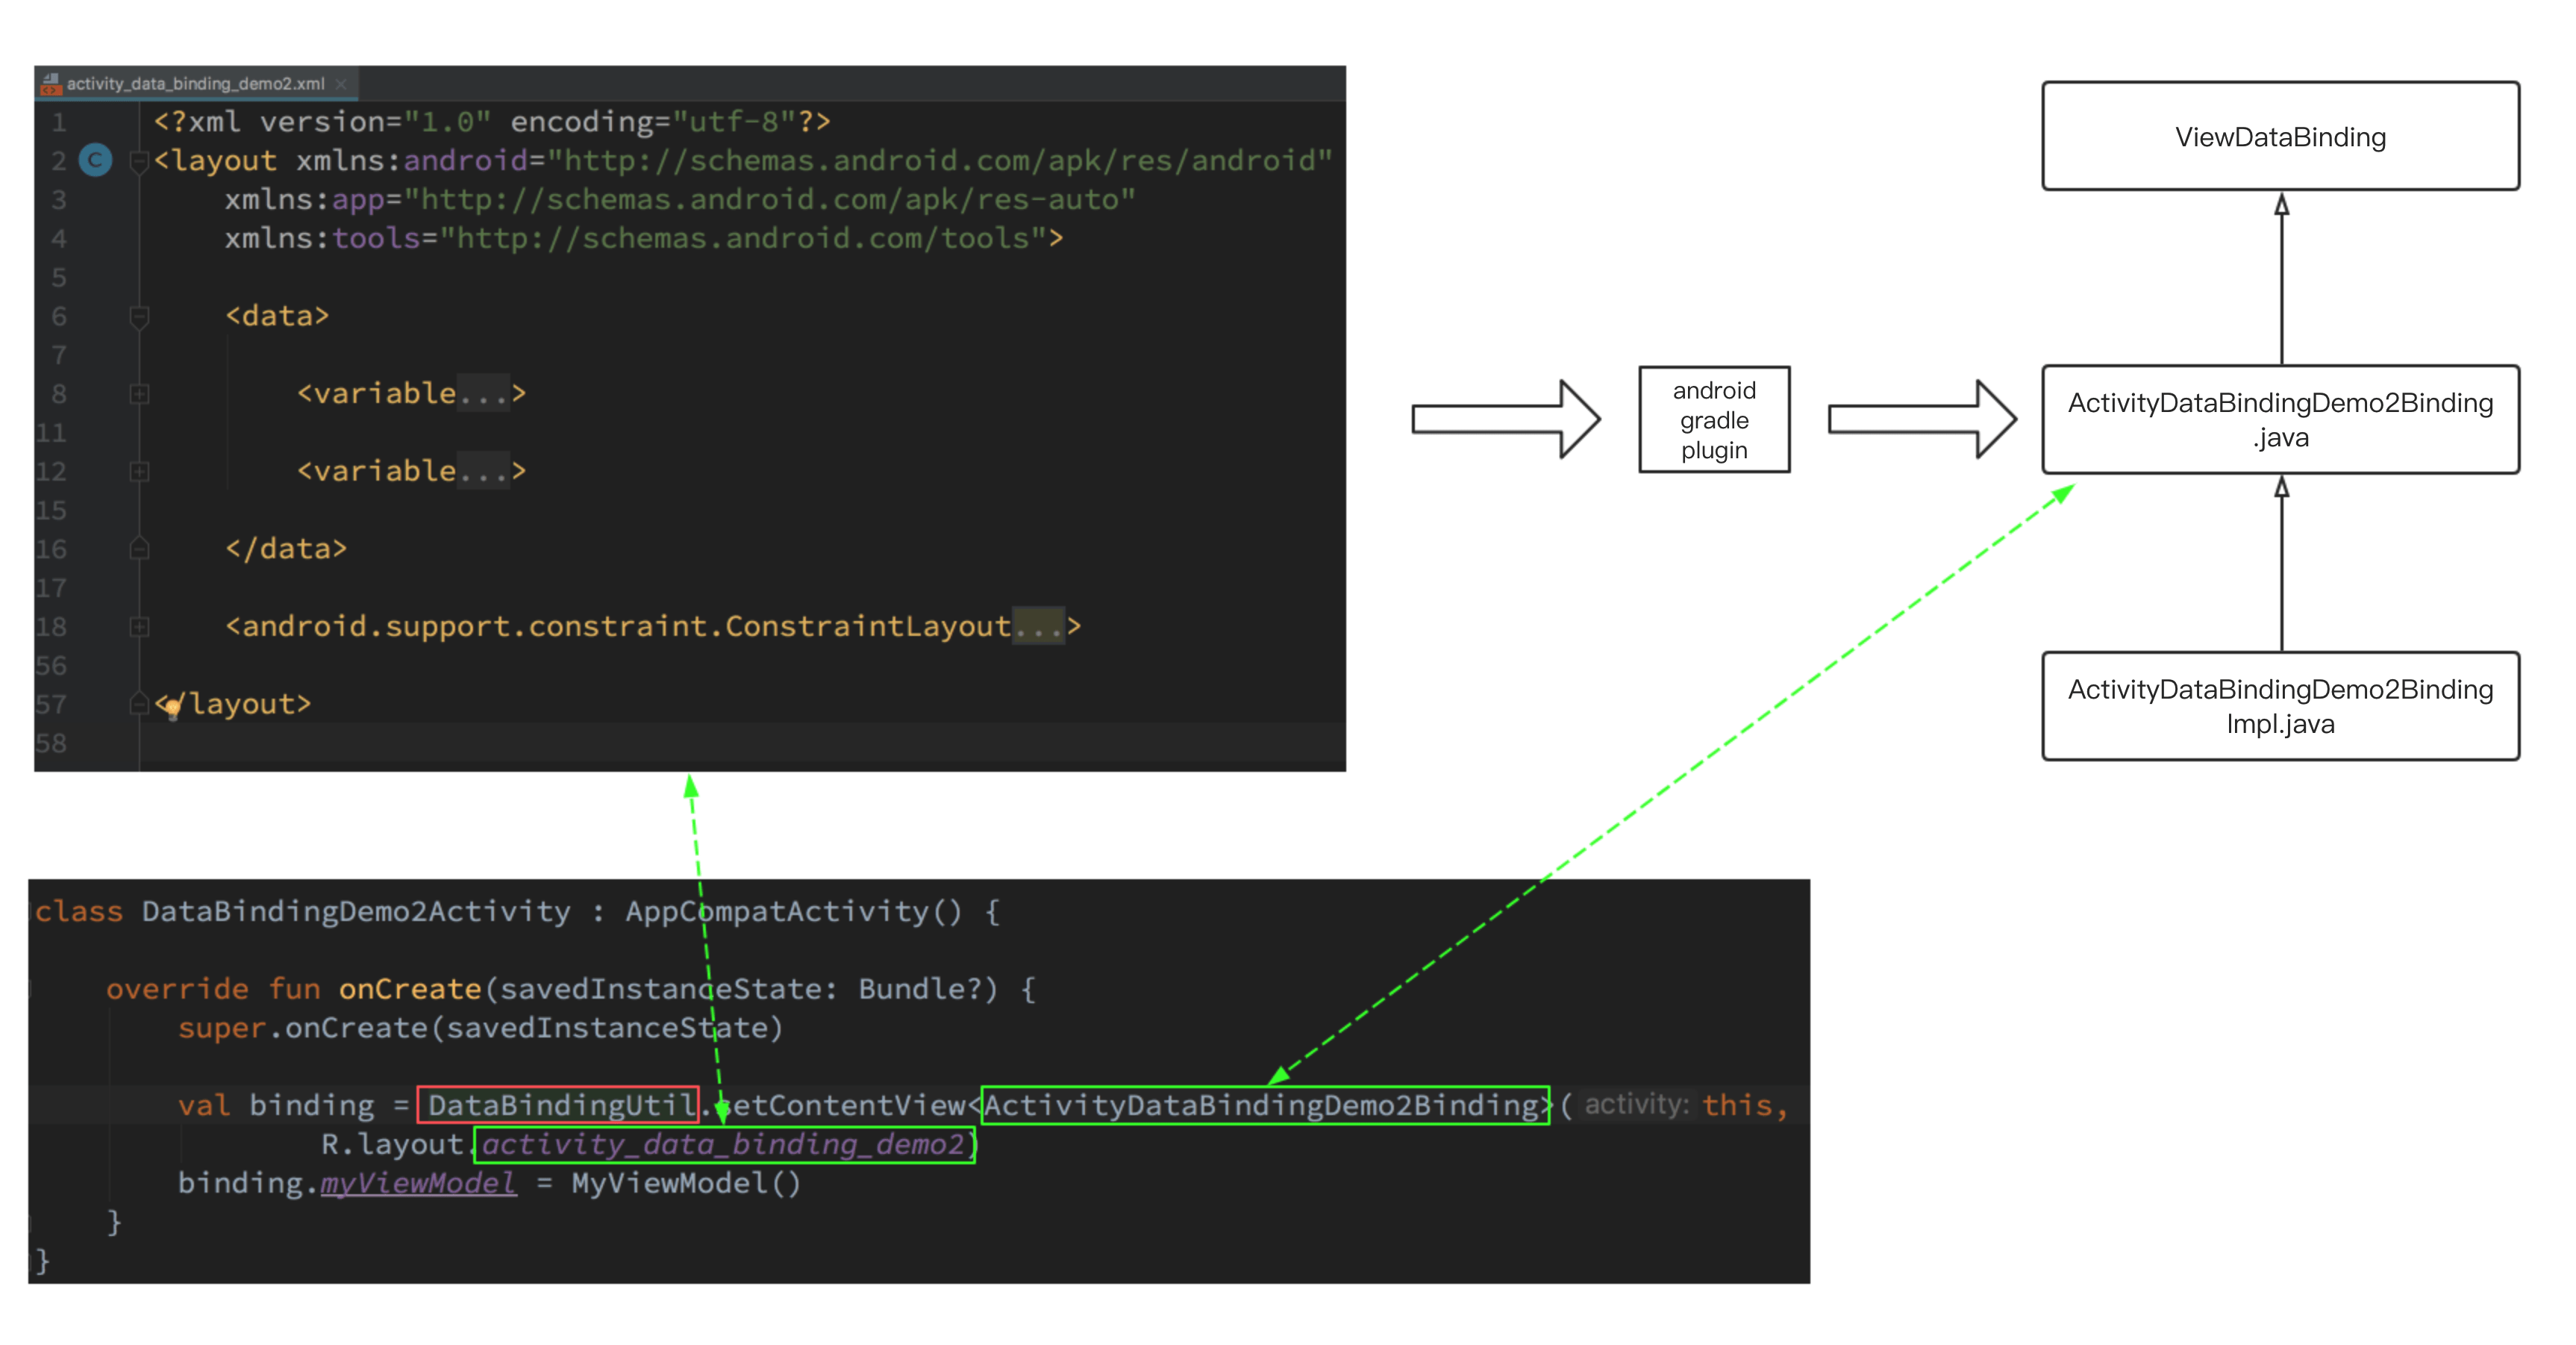 activity_data_binding_demo2.xml
1 <?xml version="1.0" encoding="utf-8"?>
2 C <layout xmlns:android="http://schemas.android.com/apk/res/android"
3 xmlns:app="http://schemas.android.com/apk/res-auto"
4 xmlns:tools="http://schemas.android.com/tools">
5
6 <data>
7
8 <variable...>
11
12 <variable...>
15
16 </data>
17
18 <android.support.constraint.ConstraintLayout...>
56
57 </layout>
58
android
gradle
plugin
ViewDataBinding
ActivityDataBindingDemo2Binding
.java
ActivityDataBindingDemo2Binding
Impl.java
class DataBindingDemo2Activity : AppCompatActivity() {
override fun onCreate(savedInstanceState: Bundle?) {
super.onCreate(savedInstanceState)
val binding = DataBindingUtil.setContentView<ActivityDataBindingDemo2Binding>( activity: this,
R.layout.activity_data_binding_demo2)
binding.myViewModel = MyViewModel()
}
}